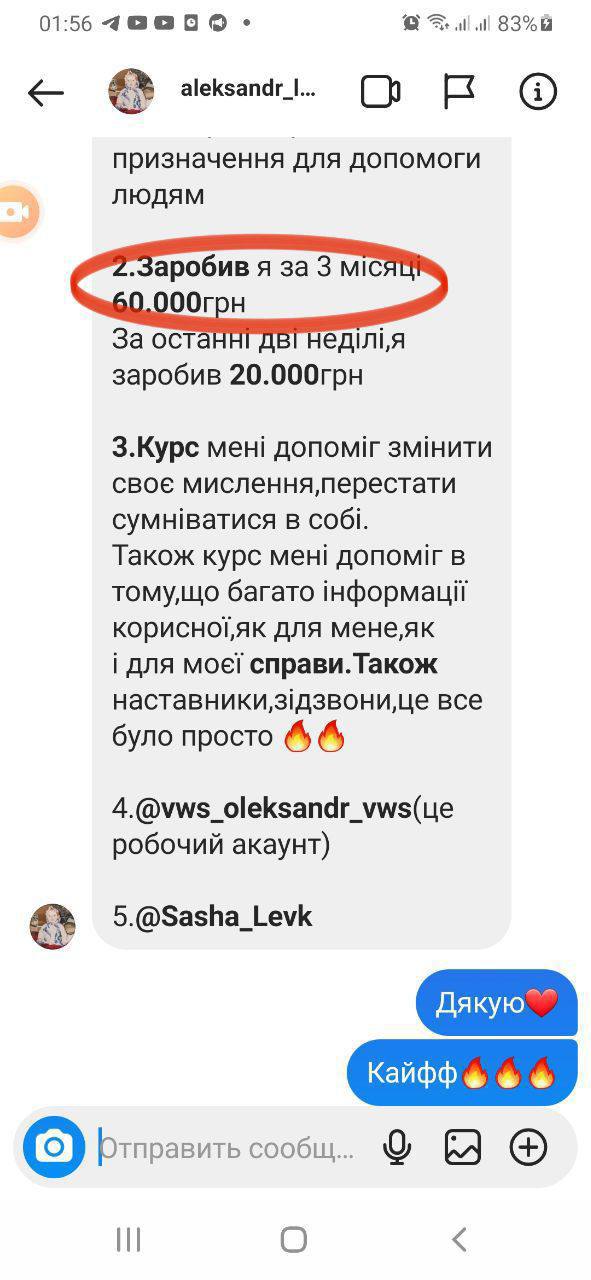 01:56
83%
aleksandr_l...
призначення для допомоги
людям
2.Заробив я за 3 місяці
60.000грн
За останні дві неділі,я
заробив 20.000грн
3.Курс мені допоміг змінити
своє мислення,перестати
сумніватися в собі.
Також курс мені допоміг в
тому,що багато інформації
корисної,як для мене,як
і для моєї справи.Також
наставники,зідзвони,це все
було просто 🔥🔥
4.@vws_oleksandr_vws(це
робочий акаунт)
5.@Sasha_Levk
Дякую❤️
Кайфф🔥🔥🔥
Отправить сообщ...